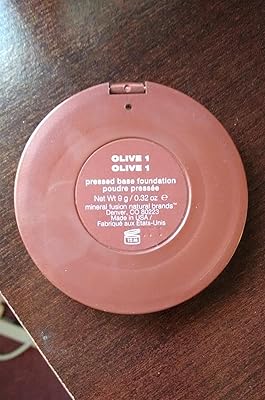 OLIVE 1
OLIVE 1
pressed base foundation
poudre pressée
Net Wt 9 g / 0.32 oz ℮
mineral fusion natural brands™
Denver, CO 80223
Made in USA /
Fabriqué aux États-Unis